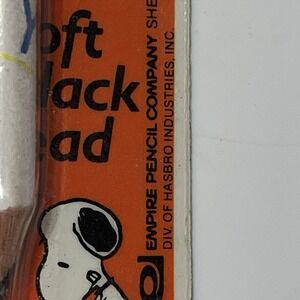 oft
lack
ead
EMPIRE PENCIL COMPANY SHE
DIV. OF HASBRO INDUSTRIES, INC.